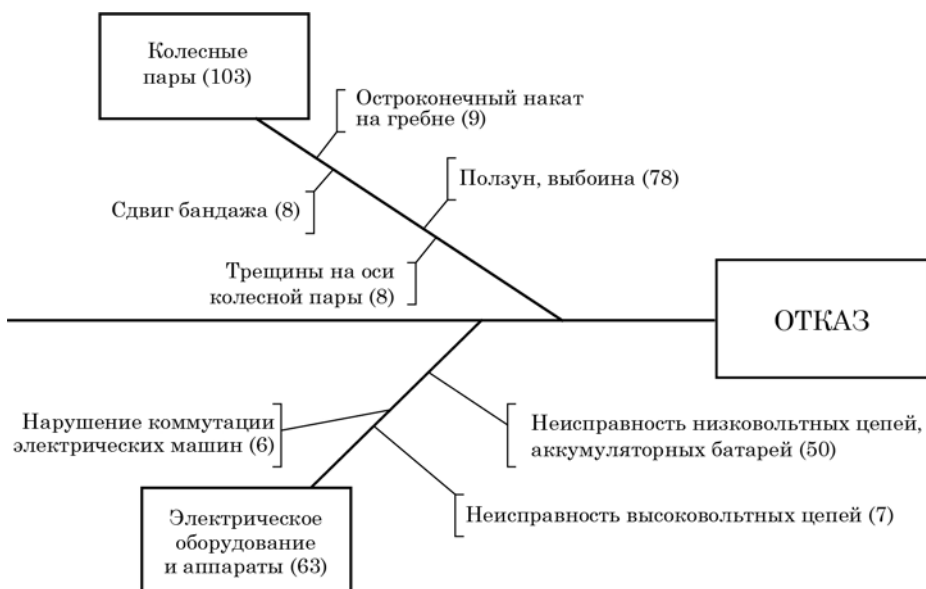 Колесные
пары (103)
Остроконечный накат
на гребне (9)
Ползун, выбоина (78)
Сдвиг бандажа (8)
Трещины на оси
колесной пары (8)
ОТКАЗ
Нарушение коммутации
электрических машин (6)
Неисправность низковольтных цепей,
аккумуляторных батарей (50)
Неисправность высоковольтных цепей (7)
Электрическое
оборудование
и аппараты (63)